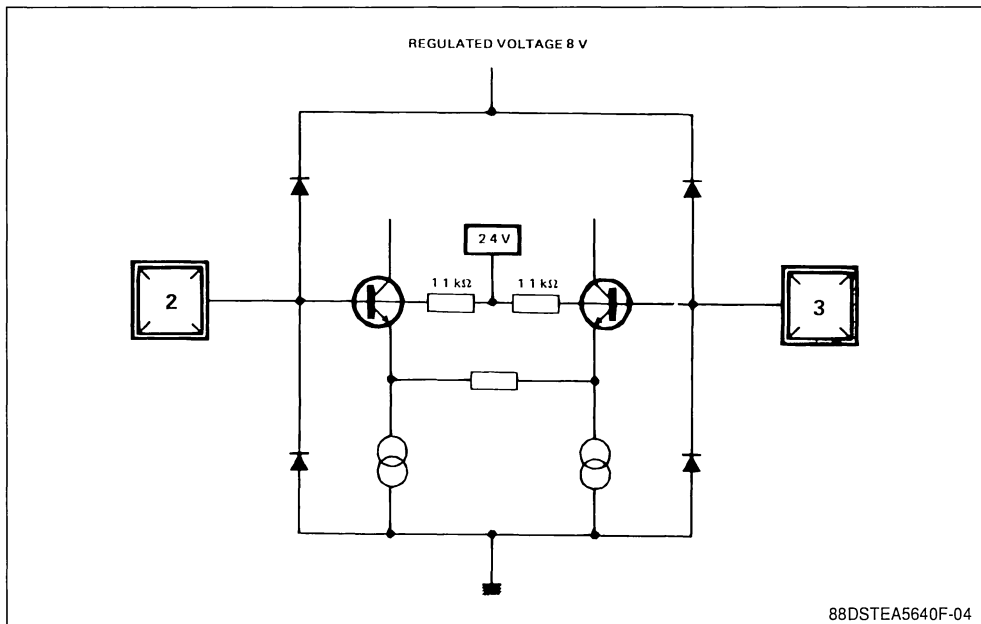 REGULATED VOLTAGE 8 V
2 4 V
1 1 kΩ 1 1 kΩ
2
3
88DSTEA5640F-04